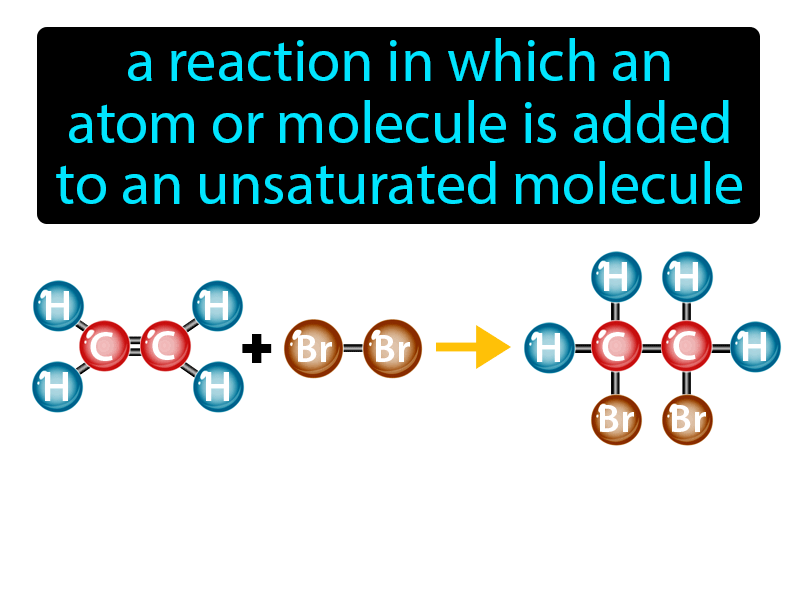 a reaction in which an
atom or molecule is added
to an unsaturated molecule
H H H H
H C C H + Br Br H C C H
Br Br